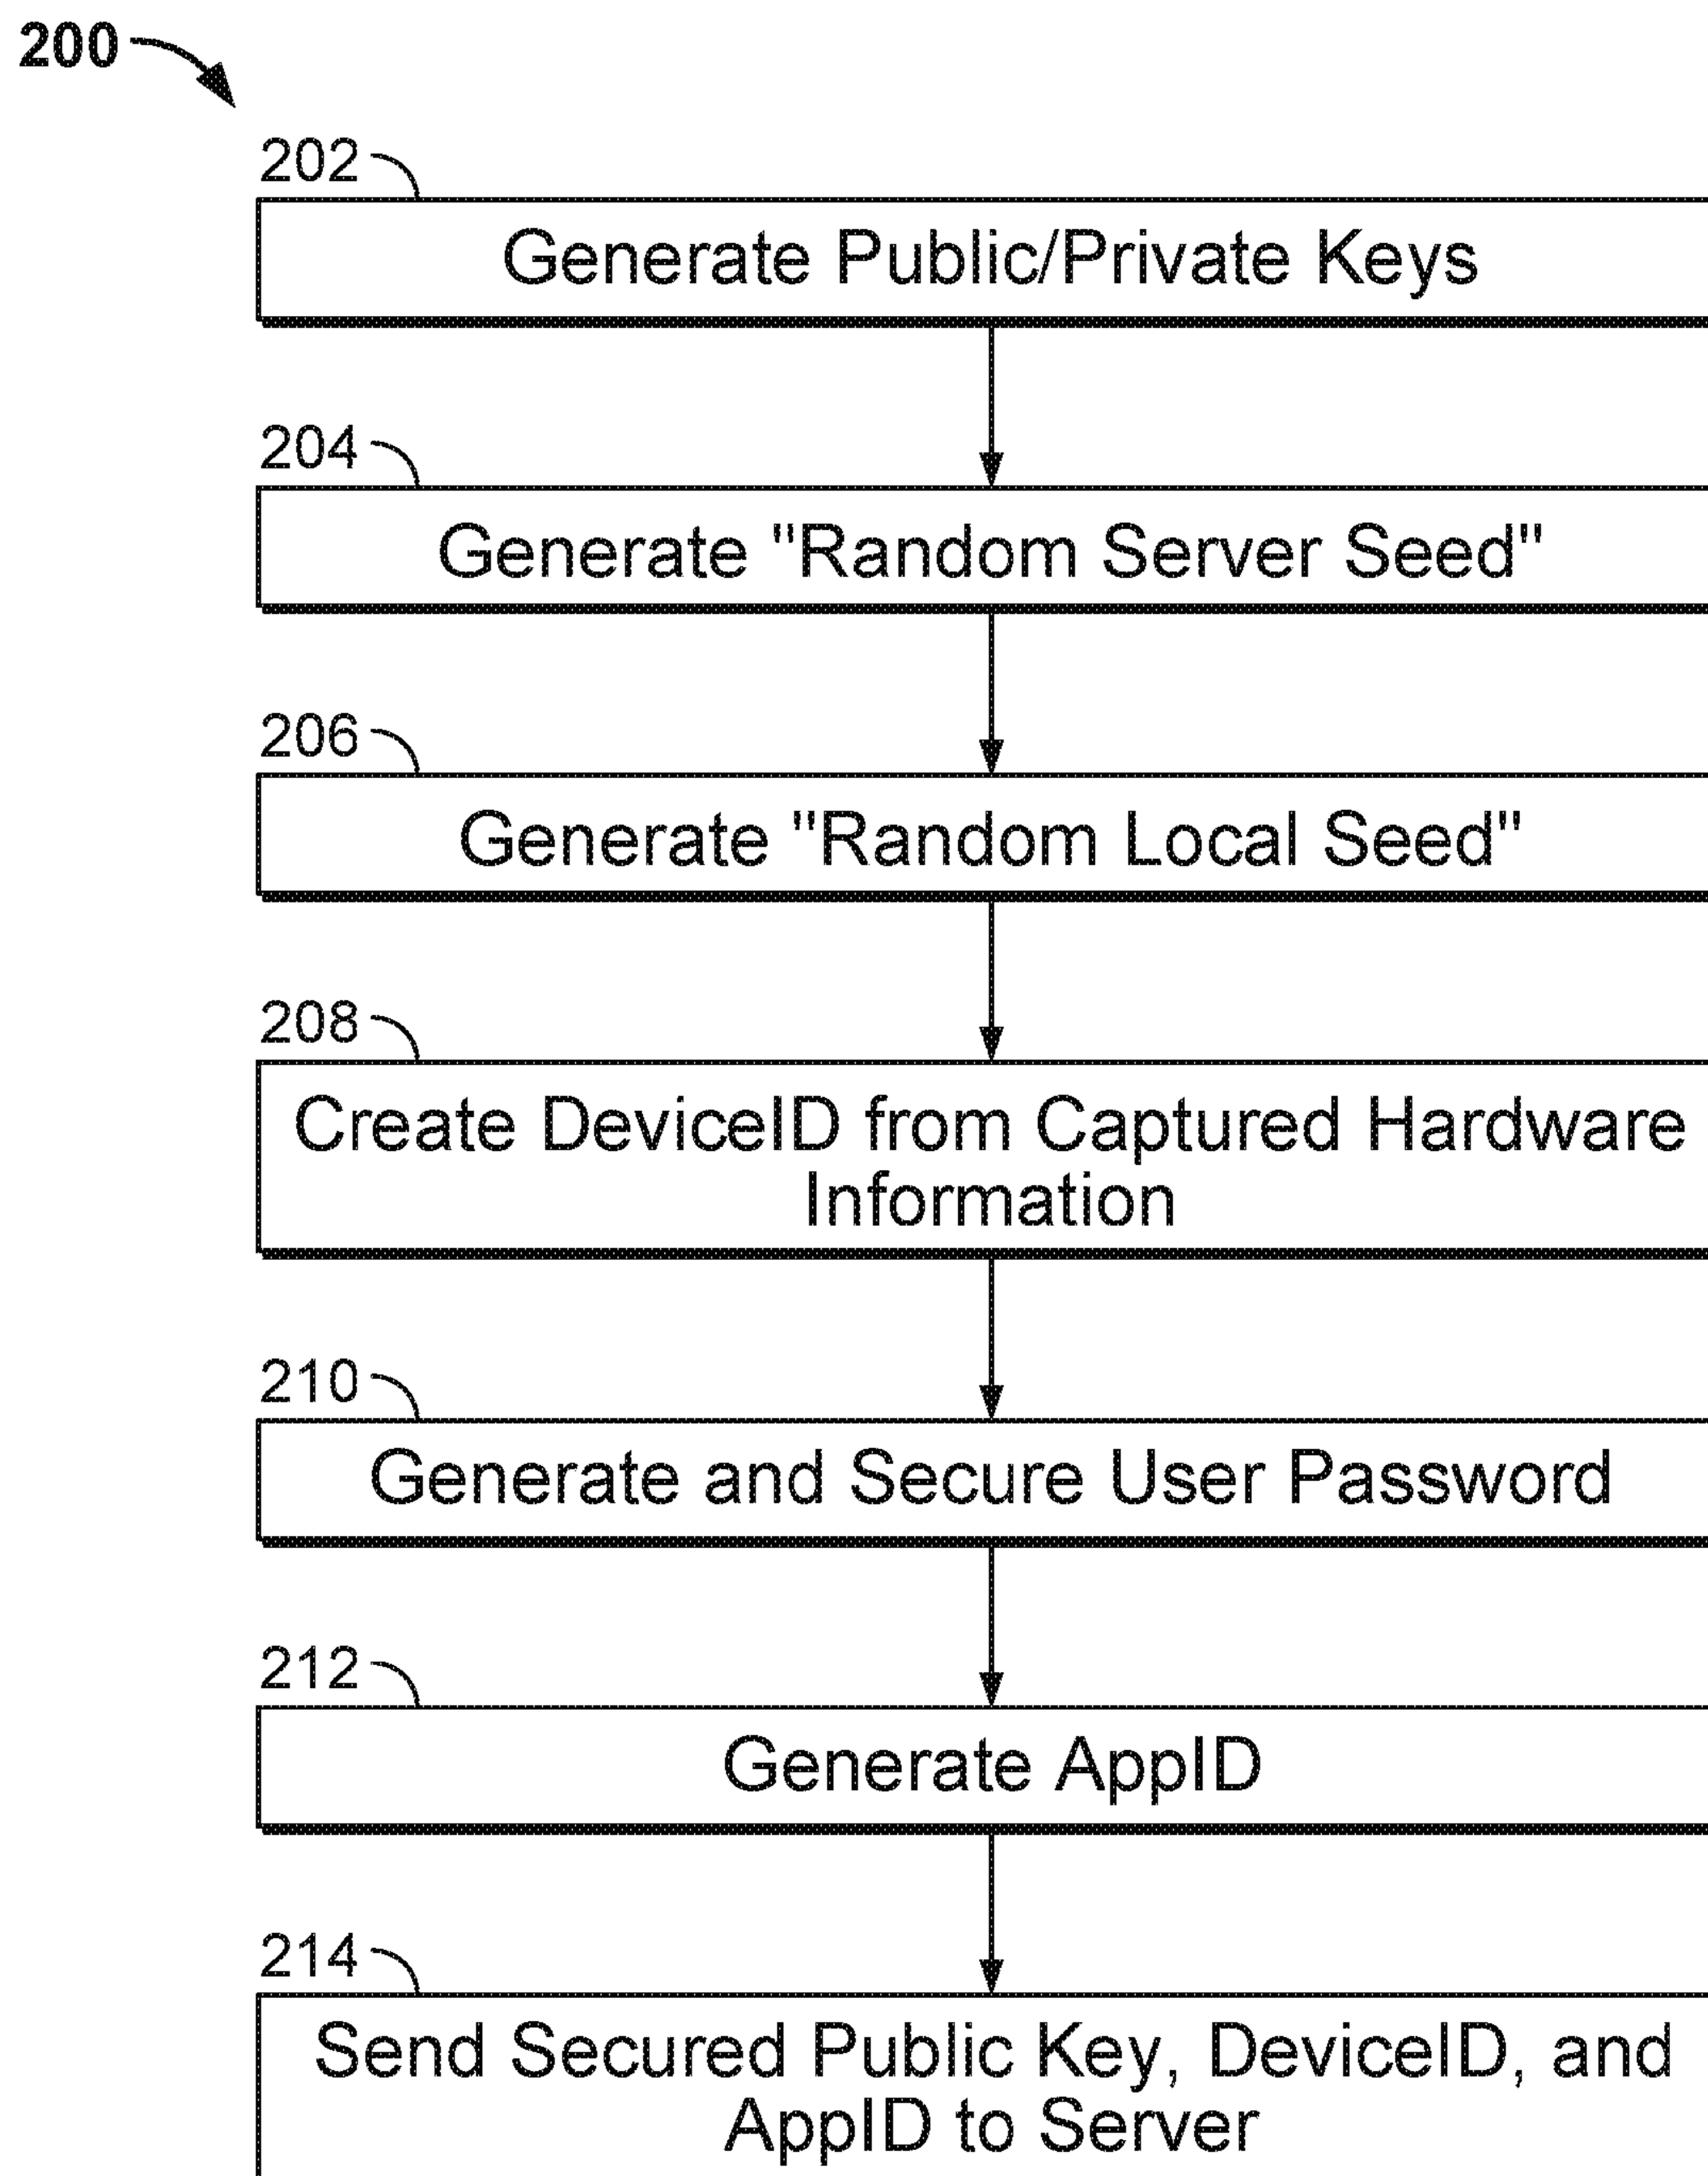 200
202
Generate Public/Private Keys
204
Generate "Random Server Seed"
206
Generate "Random Local Seed"
208
Create DeviceID from Captured Hardware
Information
210
Generate and Secure User Password
212
Generate AppID
214
Send Secured Public Key, DeviceID, and
AppID to Server